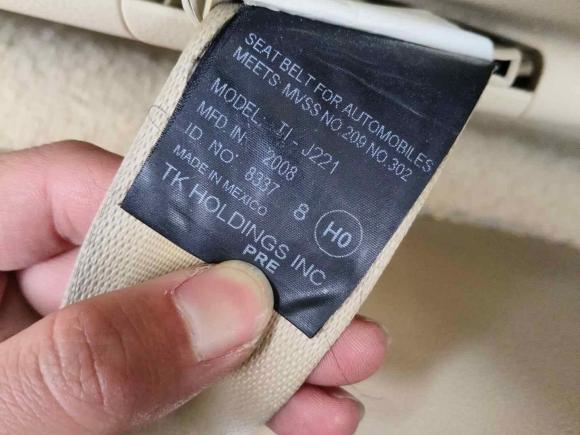 SEAT BELT FOR AUTOMOBILES
MEETS MVSS NO 209 NO.302
MODEL: TI-J221
MFD.IN: 2008
ID NO: 8337 8
MADE IN MEXICO HO
TK HOLDINGS INC
PRE